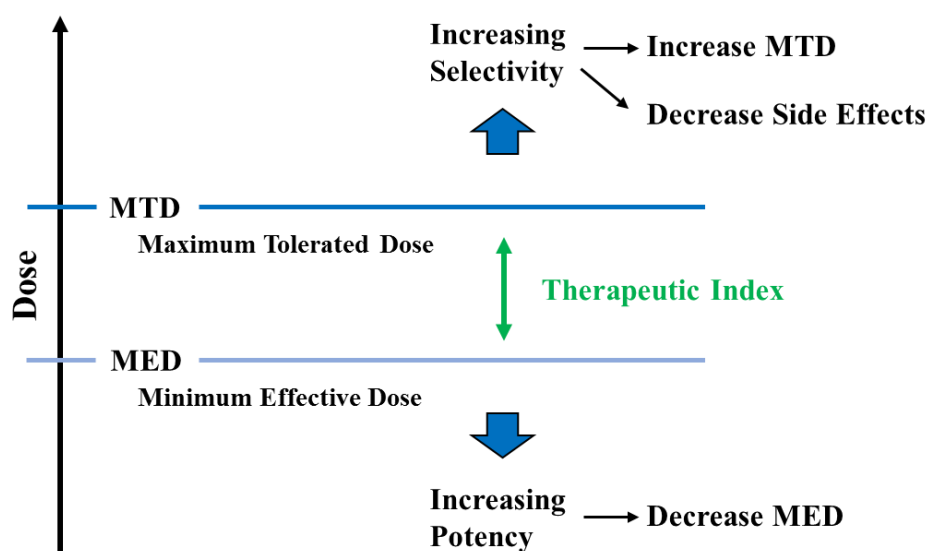 Increasing
Selectivity
Increase MTD
Decrease Side Effects
MTD
Maximum Tolerated Dose
Dose
Therapeutic Index
MED
Minimum Effective Dose
Increasing
Potency
Decrease MED